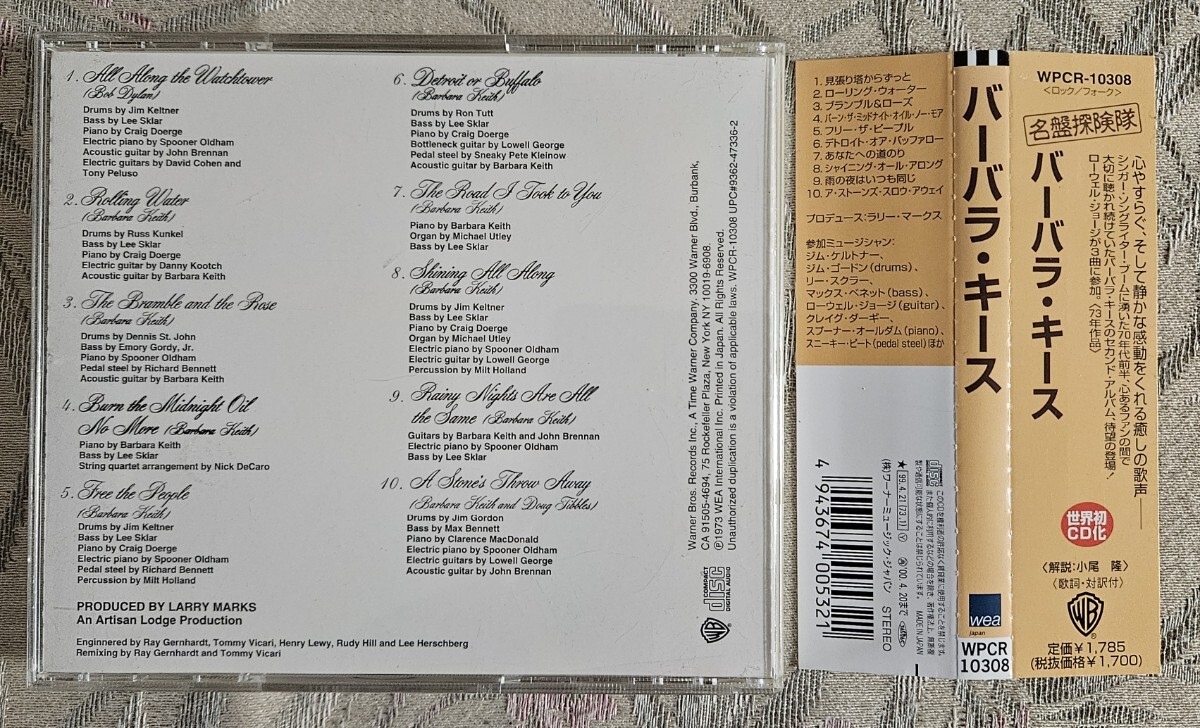 1. All Along the Watchtower
(Bob Dylan)
Drums by Jim Keltner
Bass by Lee Sklar
Piano by Craig Doerge
Electric piano by Spooner Oldham
Acoustic guitar by John Brennan
Electric guitars by David Cohen and
Tony Peluso
2. Rolling Water
(Barbara Keith)
Drums by Russ Kunkel
Bass by Lee Sklar
Piano by Craig Doerge
Electric guitar by Danny Kootch
Acoustic guitar by Barbara Keith
3. The Bramble and the Rose
(Barbara Keith)
Drums by Dennis St. John
Bass by Emory Gordy, Jr.
Piano by Spooner Oldham
Pedal steel by Richard Bennett
Acoustic guitar by Barbara Keith
4. Burn the Midnight Oil
No More (Barbara Keith)
Piano by Barbara Keith
Bass by Lee Sklar
String quartet arrangement by Nick DeCaro
5. Free the People
(Barbara Keith)
Drums by Jim Keltner
Bass by Lee Sklar
Piano by Craig Doerge
Electric piano by Spooner Oldham
Pedal steel by Richard Bennett
Percussion by Milt Holland
PRODUCED BY LARRY MARKS
An Artisan Lodge Production
Enginnered by Ray Gernhardt, Tommy Vicari, Henry Lewy, Rudy Hill and Lee Herschberg
Remixing by Ray Gernhardt and Tommy Vicari
6. Detroit or Buffalo
(Barbara Keith)
Drums by Ron Tutt
Bass by Lee Sklar
Piano by Craig Doerge
Bottleneck guitar by Lowell George
Pedal steel by Sneaky Pete Kleinow
Acoustic guitar by Barbara Keith
7. The Road I Took to You
(Barbara Keith)
Piano by Barbara Keith
Organ by Michael Utley
Bass by Lee Sklar
8. Shining All Along
(Barbara Keith)
Drums by Jim Keltner
Bass by Lee Sklar
Piano by Craig Doerge
Organ by Michael Utley
Electric piano by Spooner Oldham
Electric guitar by Lowell George
Percussion by Milt Holland
9. Rainy Nights Are All
the Same (Barbara Keith)
Guitars by Barbara Keith and John Brennan
Electric piano by Spooner Oldham
Bass by Lee Sklar
10. A Stone's Throw Away
(Barbara Keith and Doug Tibbles)
Drums by Jim Gordon
Bass by Max Bennett
Piano by Clarence MacDonald
Electric piano by Spooner Oldham
Electric guitars by Lowell George
Acoustic guitar by John Brennan
Warner Bros. Records Inc., A Time Warner Company. 3300 Warner Blvd., Burbank,
CA 91505-4694, 75 Rockefeller Plaza, New York NY 10019-6908.
Ⓟ1973 WEA International Inc. Printed in Japan. All Rights Reserved.
Unauthorized duplication is a violation of applicable laws. WPCR-10308 UPC#9362-47336-2
COMPACT
disc
DIGITAL AUDIO
1. 見張り塔からずっと
2. ローリング・ウォーター
3. ブランブル&ローズ
4. バーン・ザ・ミッドナイト・オイル・ノー・モア
5. フリー・ザ・ピープル
6. デトロイト・オア・バッファロー
7. あなたへの道のり
8. シャイニング・オール・アロング
9. 雨の夜はいつも同じ
10. ア・ストーンズ・スロウ・アウェイ
プロデュース:ラリー・マークス
参加ミュージシャン:
ジム・ケルトナー、
ジム・ゴードン(drums)、
リー・スクラー、
マックス・ベネット(bass)、
ローウェル・ジョージ(guitar)、
クレイグ・ダーギー、
スプーナー・オールダム(piano)、
スニーキー・ピート(pedal steel)ほか
★[99.4.21][73.1] Ⓨ ’00.4.20まで
(株)ワーナーミュージック・ジャパン STEREO
MADE IN JAPAN
4943674005321
バーバラ・キース
wea
Japan
WPCR
10308
WPCR-10308
<ロック/フォーク>
名盤探険隊
バーバラ・キース
心やすらぐ、そして静かな感動をくれる癒しの歌声――
シンガー・ソングライター・ブームに湧いた70年代前半、心あるファンの間で
大切に聴かれ続けていたバーバラ・キースのセカンド・アルバム、待望の登場!
ローウェル・ジョージが3曲に参加。(73年作品)
世界初
CD化
〈解説:小尾 隆〉
〈歌詞・対訳付〉
定価¥1,785
(税抜価格¥1,700)